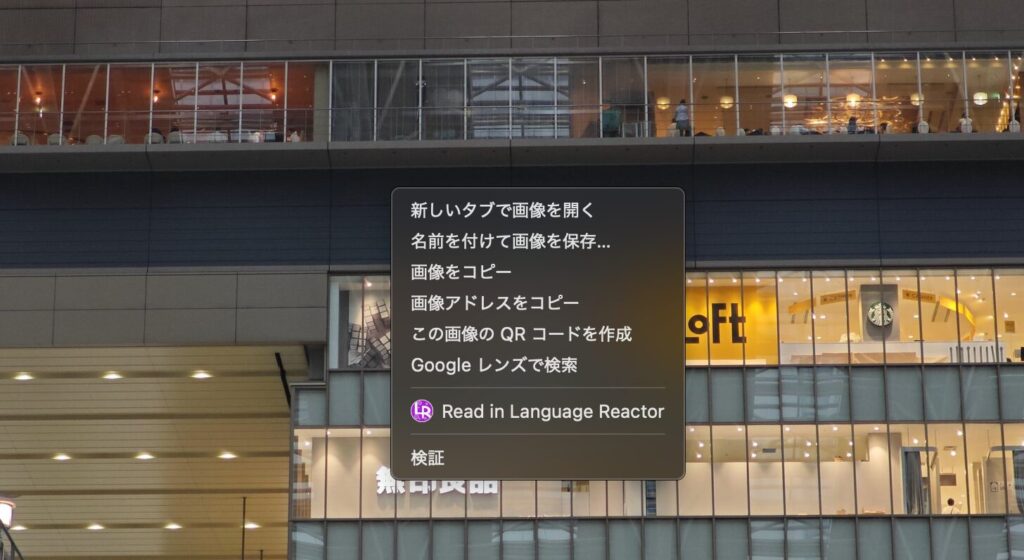 新しいタブで画像を開く
名前を付けて画像を保存...
画像をコピー
画像アドレスをコピー
この画像の QR コードを作成
Google レンズで検索
LR Read in Language Reactor
検証
Loft
無印良品